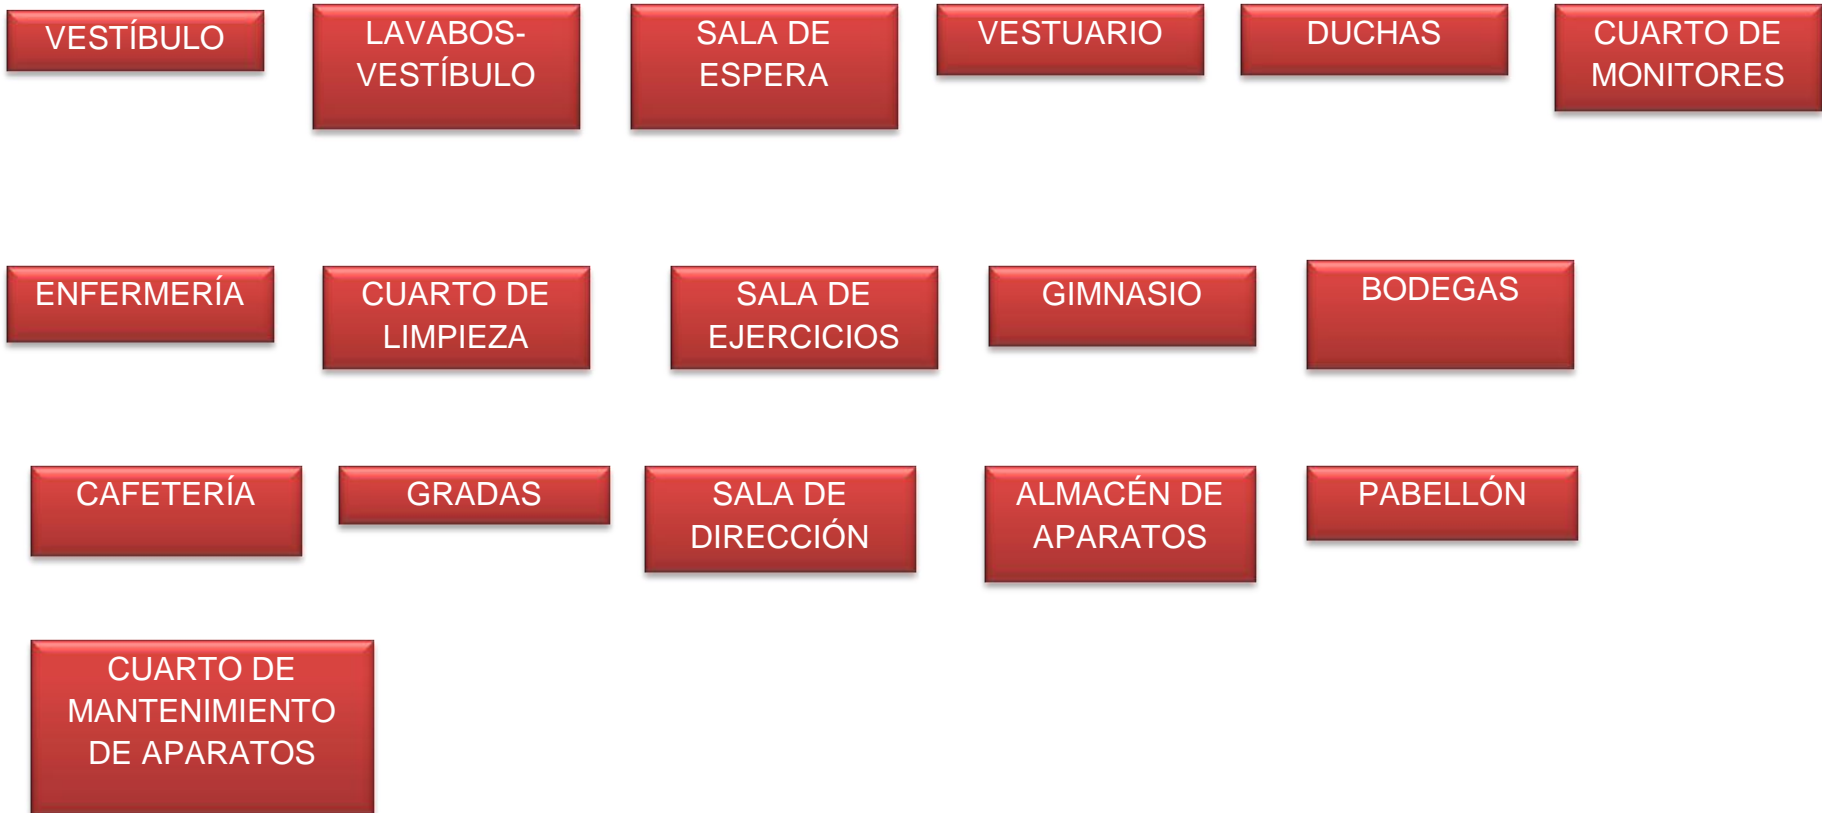 VESTÍBULO
LAVABOS-
VESTÍBULO
SALA DE
ESPERA
VESTUARIO
DUCHAS
CUARTO DE
MONITORES
ENFERMERÍA
CUARTO DE
LIMPIEZA
SALA DE
EJERCICIOS
GIMNASIO
BODEGAS
CAFETERÍA
GRADAS
SALA DE
DIRECCIÓN
ALMACÉN DE
APARATOS
PABELLÓN
CUARTO DE
MANTENIMIENTO
DE APARATOS